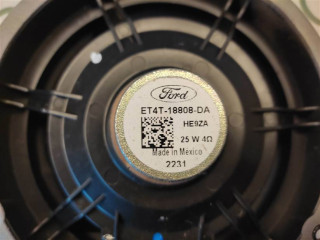 Ford
ET4T-18808-DA
HE9ZA
25 W 4Ω
Made in Mexico
2231